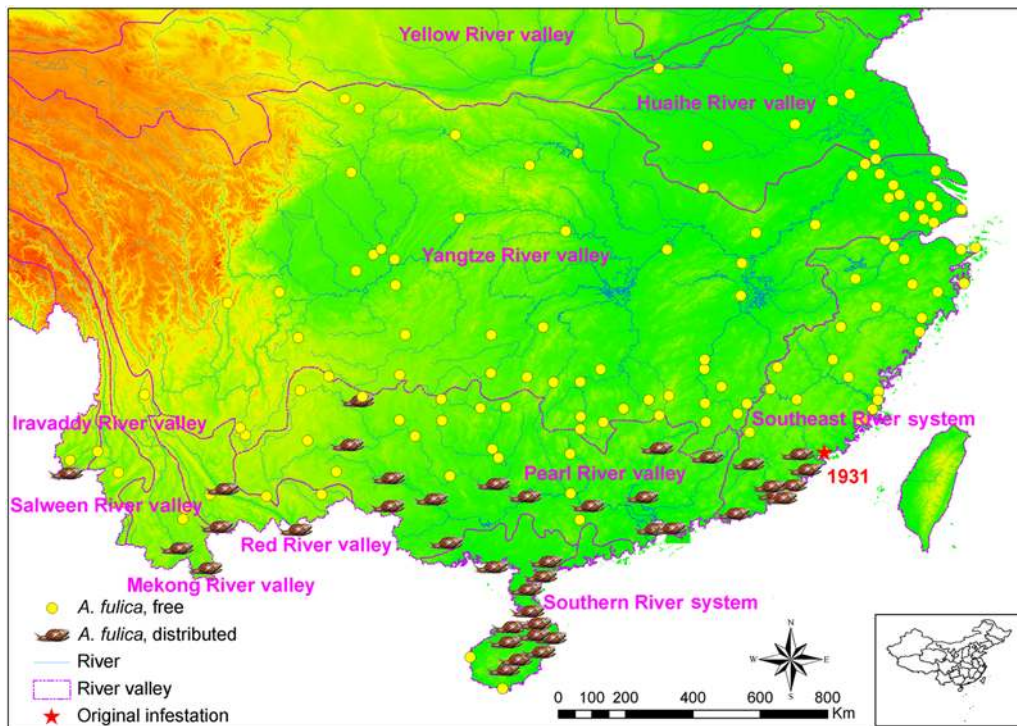 Yellow River valley
Huaihe River valley
Yangtze River valley
Iravaddy River valley
Southeast River system
Pearl River valley
1931
Salween River valley
Red River valley
Mekong River valley
Southern River system
A. fulica, free
A. fulica, distributed
River
River valley
Original infestation
N
W
E
S
0 100 200 400 600 800
Km